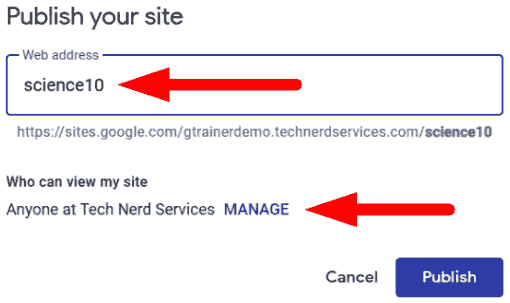 Publish your site
Web address
science10
https://sites.google.com/gtrainerdemo.technerdservices.com/science10
Who can view my site
Anyone at Tech Nerd Services MANAGE
Cancel Publish